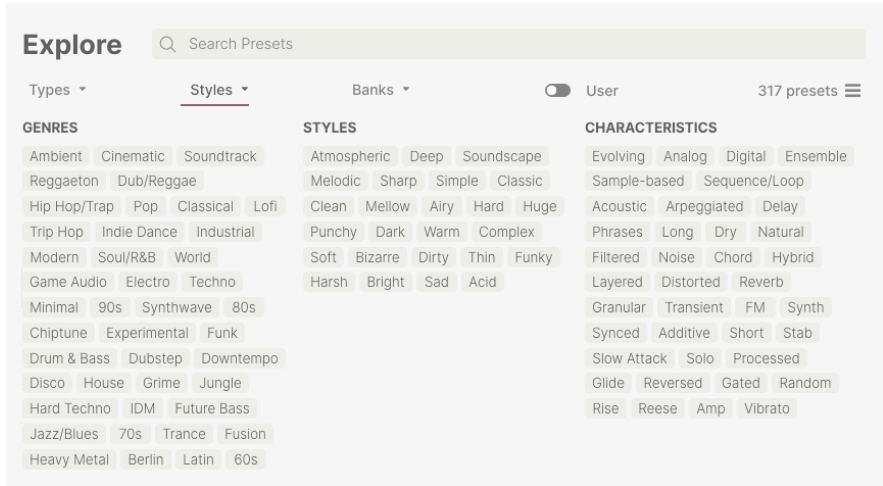 Explore
Search Presets
Types Styles Banks User 317 presets
GENRES
Ambient Cinematic Soundtrack
Reggaeton Dub/Reggae
Hip Hop/Trap Pop Classical Lofi
Trip Hop Indie Dance Industrial
Modern Soul/R&B World
Game Audio Electro Techno
Minimal 90s Synthwave 80s
Chiptune Experimental Funk
Drum & Bass Dubstep Downtempo
Disco House Grime Jungle
Hard Techno IDM Future Bass
Jazz/Blues 70s Trance Fusion
Heavy Metal Berlin Latin 60s
STYLES
Atmospheric Deep Soundscape
Melodic Sharp Simple Classic
Clean Mellow Airy Hard Huge
Punchy Dark Warm Complex
Soft Bizarre Dirty Thin Funky
Harsh Bright Sad Acid
CHARACTERISTICS
Evolving Analog Digital Ensemble
Sample-based Sequence/Loop
Acoustic Arpeggiated Delay
Phrases Long Dry Natural
Filtered Noise Chord Hybrid
Layered Distorted Reverb
Granular Transient FM Synth
Synced Additive Short Stab
Slow Attack Solo Processed
Glide Reversed Gated Random
Rise Reese Amp Vibrato